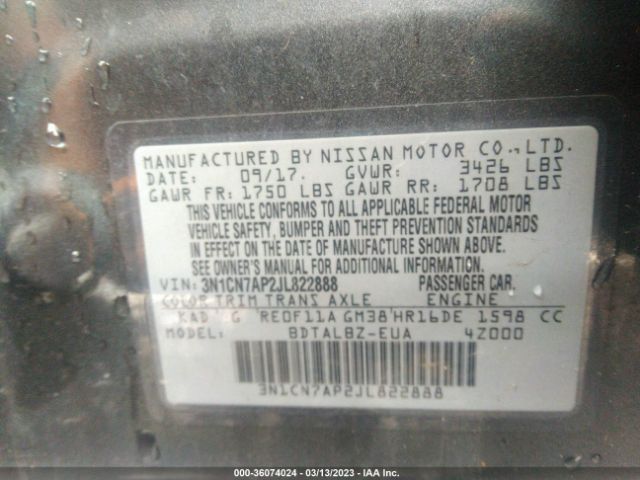 MANUFACTURED BY NISSAN MOTOR CO.,LTD.
DATE: 09/17. GVWR: 3426 LBS
GAWR FR: 1750 LBS GAWR RR: 1708 LBS
THIS VEHICLE CONFORMS TO ALL APPLICABLE FEDERAL MOTOR
VEHICLE SAFETY, BUMPER AND THEFT PREVENTION STANDARDS
IN EFFECT ON THE DATE OF MANUFACTURE SHOWN ABOVE.
SEE OWNER'S MANUAL FOR ADDITIONAL INFORMATION.
VIN: 3N1CN7AP2JL822888 PASSENGER CAR.
COLOR TRIM TRANS AXLE ENGINE
KAD G RE0F11A GM38 HR16DE 1598 CC
MODEL: BDTALBZ-EUA 4Z000
3N1CN7AP2JL822888
000-36074024 — 03/13/2023 — IAA Inc.